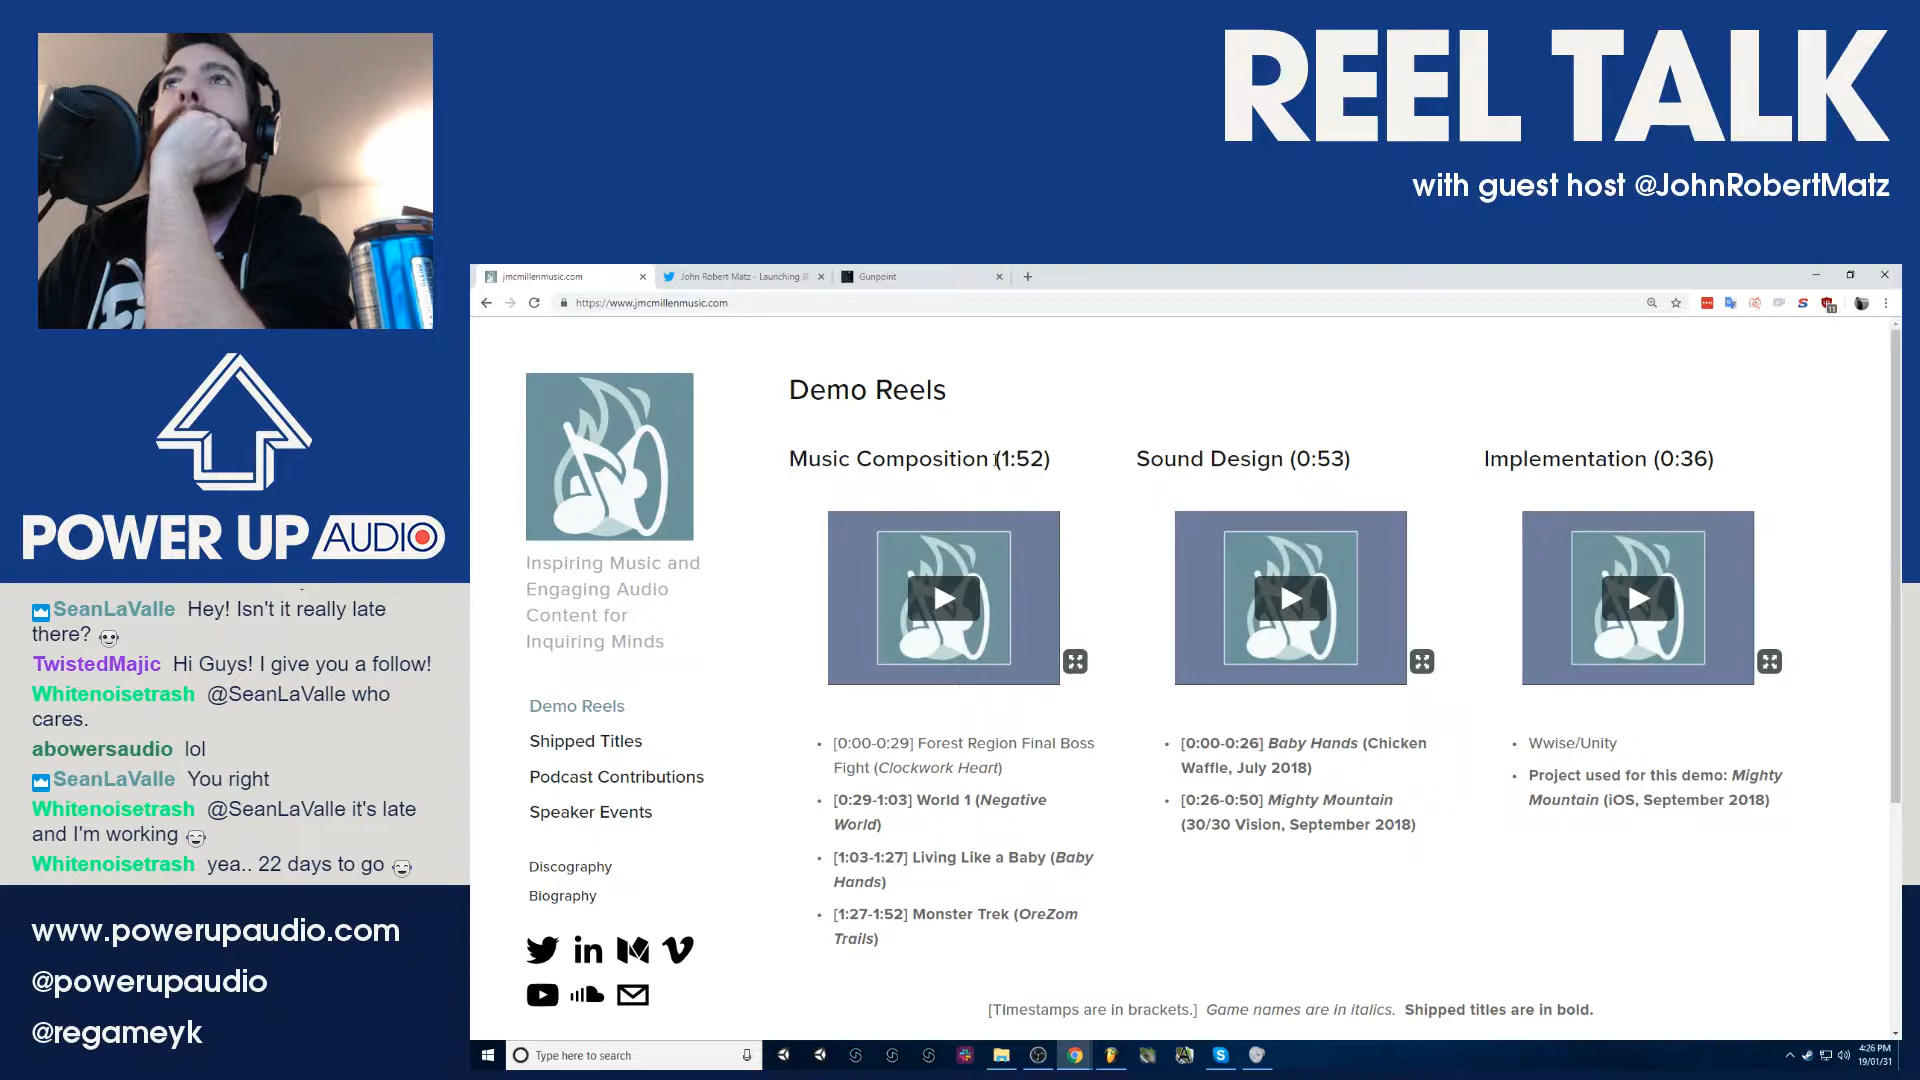 REEL TALK
with guest host @JohnRobertMatz
POWER UP AUDIO
SeanLaValle Hey! Isn't it really late
there?
TwistedMajic Hi Guys! I give you a follow!
Whitenoisetrash @SeanLaValle who
cares.
abowersaudio lol
SeanLaValle You right
Whitenoisetrash @SeanLaValle it's late
and I'm working
Whitenoisetrash yea.. 22 days to go
www.powerupaudio.com
@powerupaudio
@regameyk
jmcmillenmusic.com
John Robert Matz - Launching
Gunpoint
https://www.jmcmillenmusic.com
Inspiring Music and
Engaging Audio
Content for
Inquiring Minds
Demo Reels
Shipped Titles
Podcast Contributions
Speaker Events
Discography
Biography
Demo Reels
Music Composition (1:52)
Sound Design (0:53)
Implementation (0:36)
[0:00-0:29] Forest Region Final Boss
Fight (Clockwork Heart)
[0:29-1:03] World 1 (Negative
World)
[1:03-1:27] Living Like a Baby (Baby
Hands)
[1:27-1:52] Monster Trek (OreZom
Trails)
[0:00-0:26] Baby Hands (Chicken
Waffle, July 2018)
[0:26-0:50] Mighty Mountain
(30/30 Vision, September 2018)
Wwise/Unity
Project used for this demo: Mighty
Mountain (iOS, September 2018)
[TImestamps are in brackets.] Game names are in italics. Shipped titles are in bold.
Type here to search
4:26 PM
19/01/31